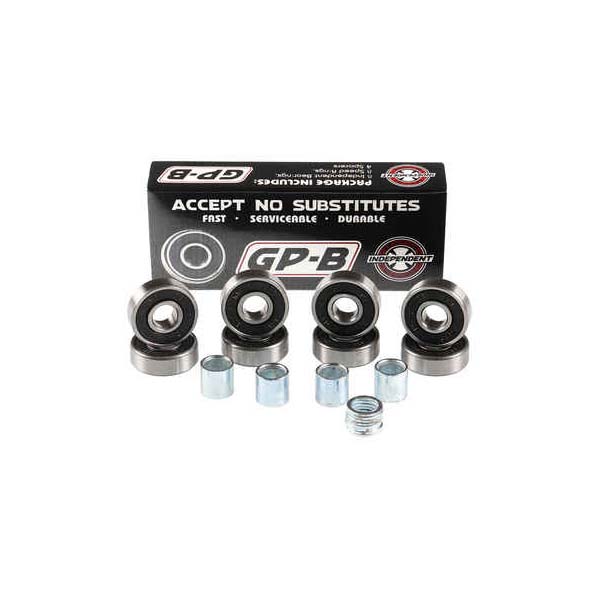 GP-B
PACKAGE INCLUDES:
8 Independent Bearings,
8 Speed Rings,
4 Spacers
INDEPENDENT
ACCEPT NO SUBSTITUTES
FAST • SERVICEABLE • DURABLE
GP-B
INDEPENDENT